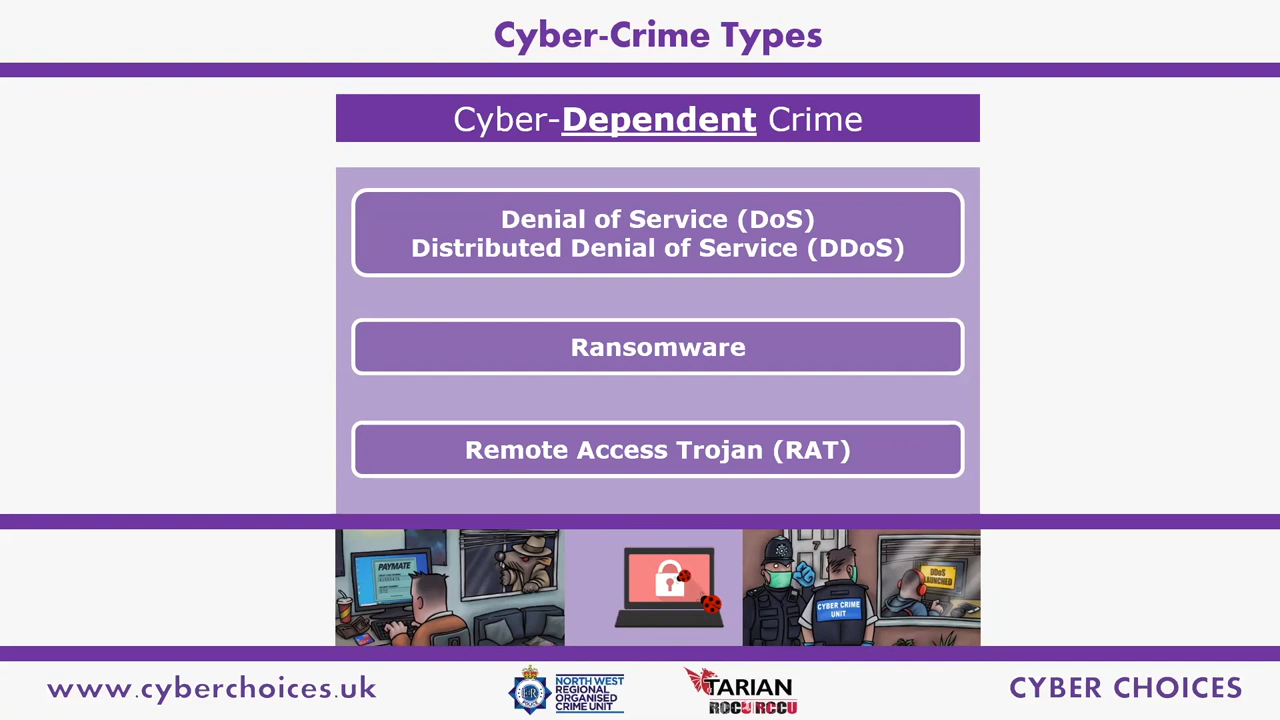 Cyber-Crime Types
Cyber-Dependent Crime
Denial of Service (DoS)
Distributed Denial of Service (DDoS)
Ransomware
Remote Access Trojan (RAT)
PAYMATE
7
CYBER CRIME
UNIT
DDoS
LAUNCHED
www.cyberchoices.uk
NORTH WEST
REGIONAL
ORGANISED
CRIME UNIT
TARIAN
ROCU RCCU
CYBER CHOICES